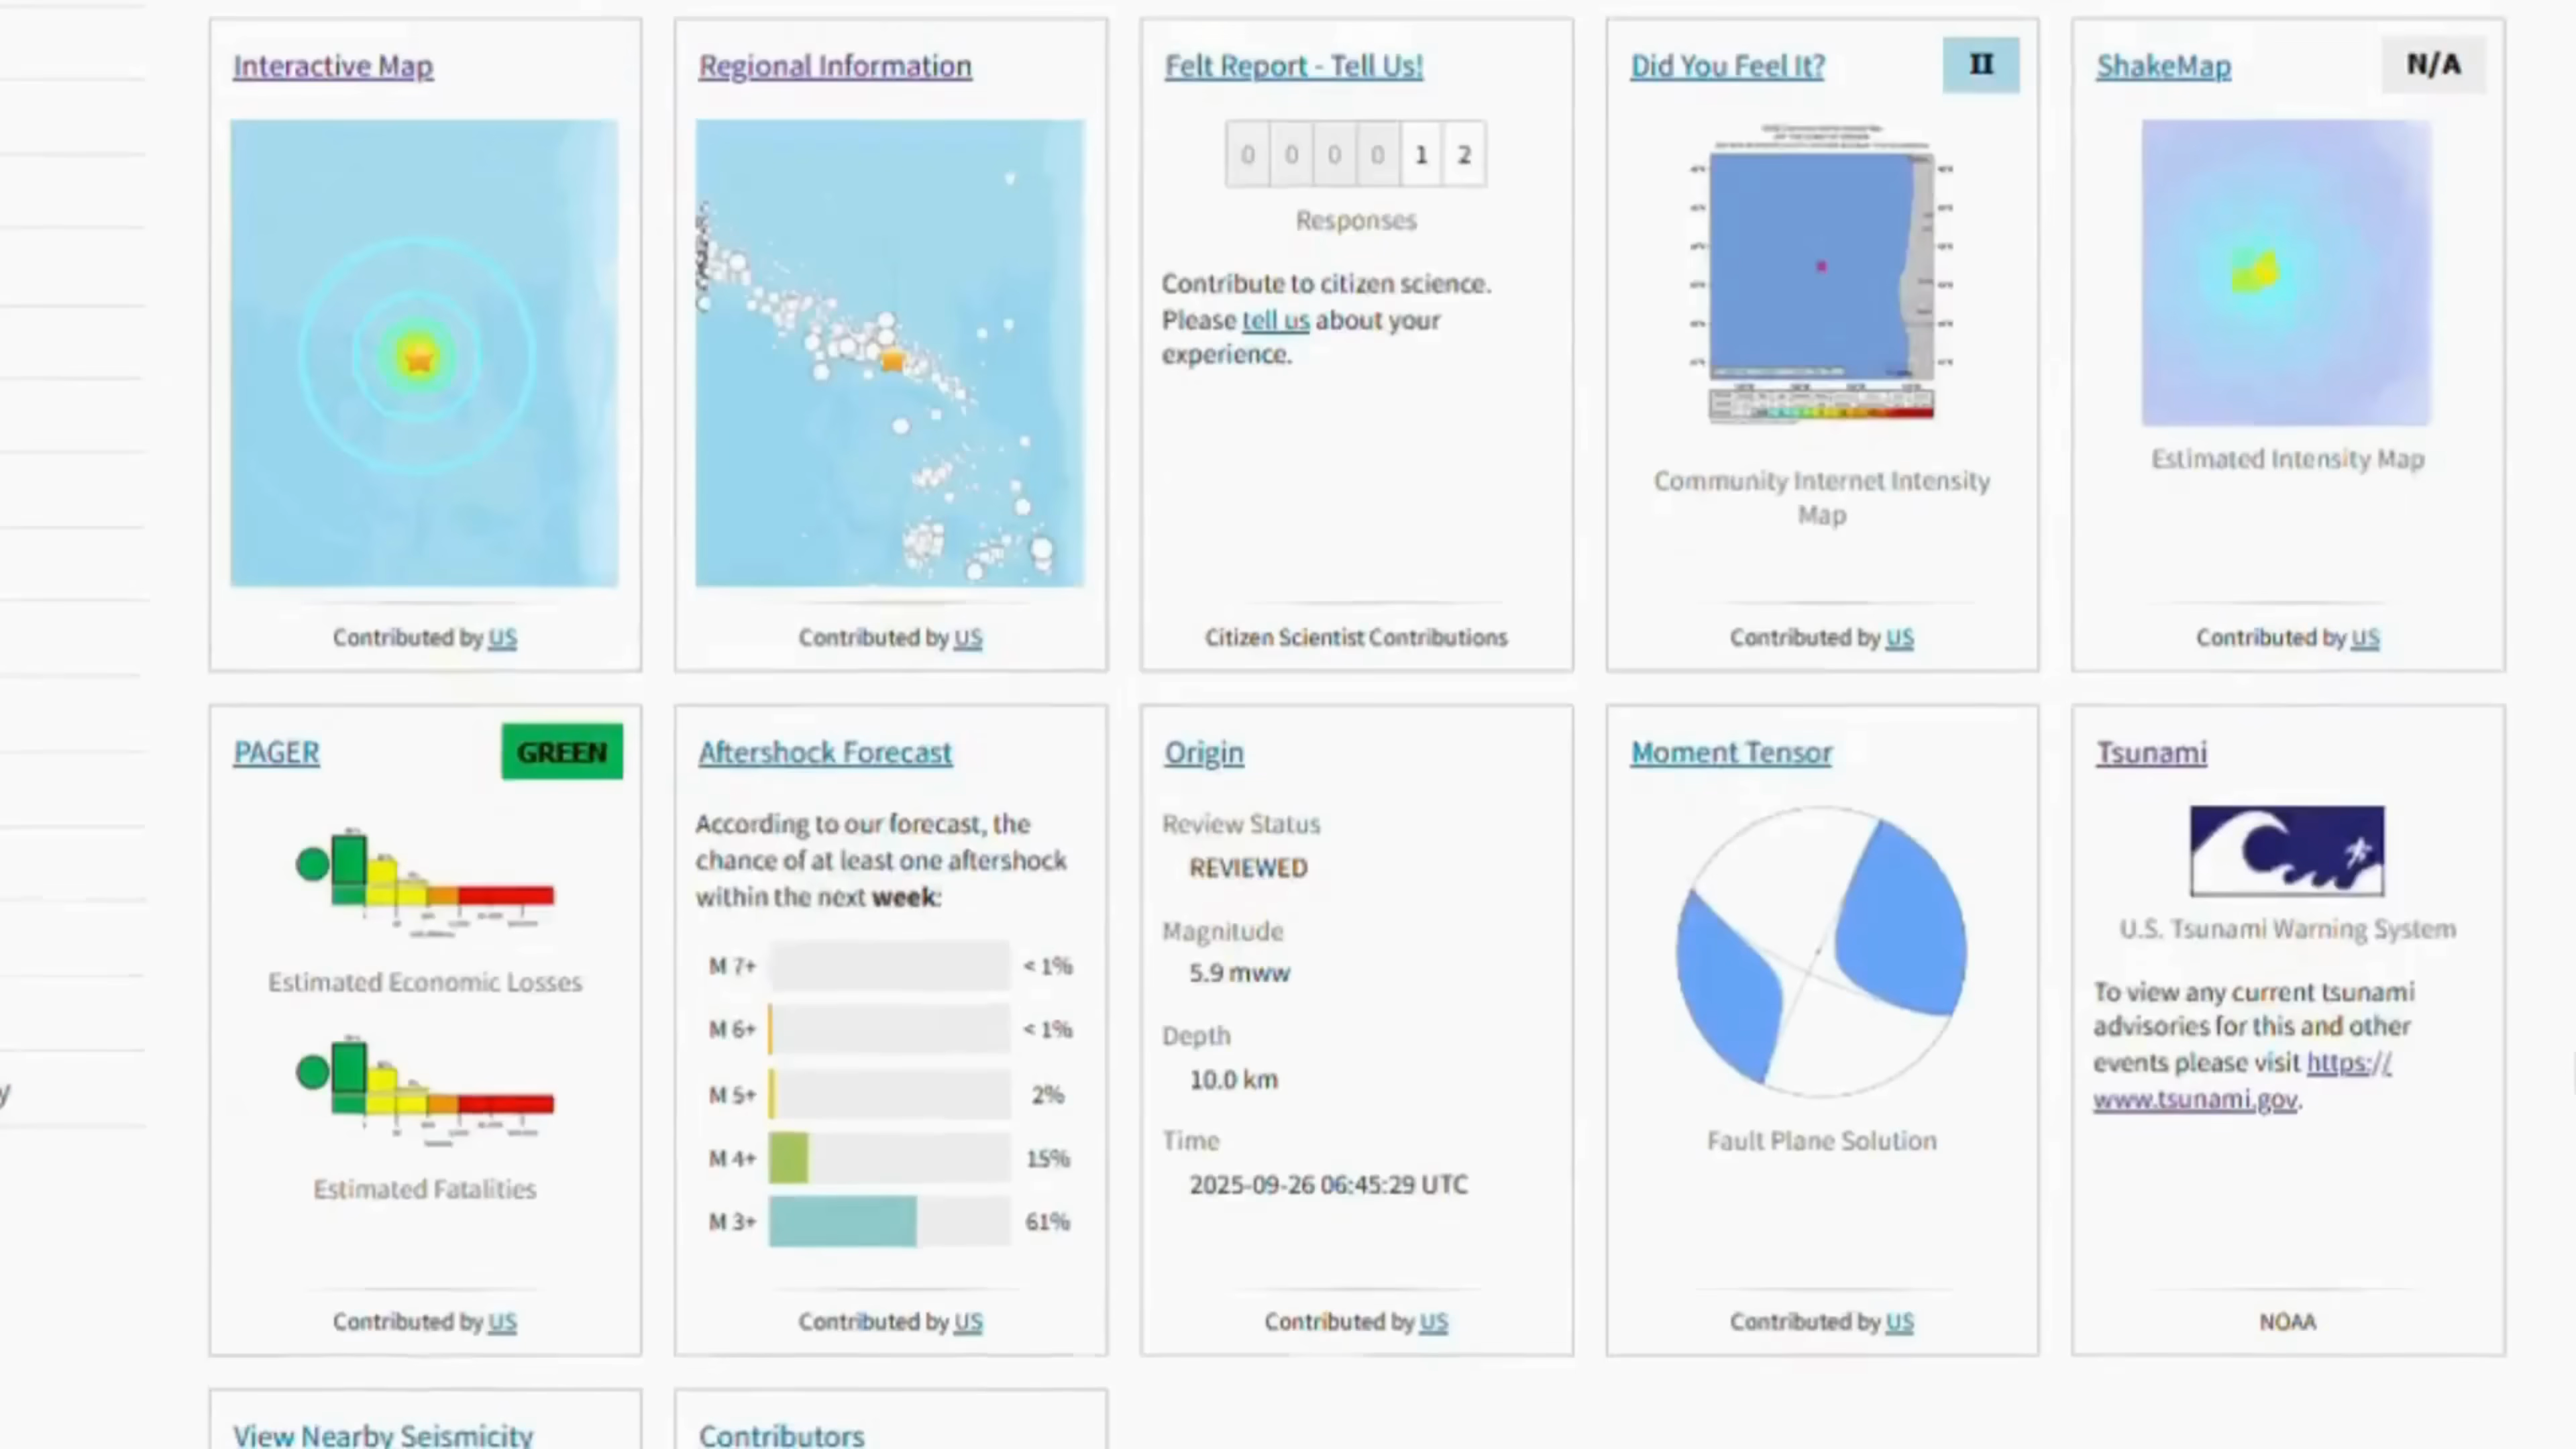 Interactive Map
Contributed by US
Regional Information
Contributed by US
Felt Report - Tell Us!
0 0 0 0 1 2
Responses
Contribute to citizen science.
Please tell us about your
experience.
Citizen Scientist Contributions
Did You Feel It?
II
Community Internet Intensity
Map
Contributed by US
ShakeMap
N/A
Estimated Intensity Map
Contributed by US
y
PAGER
GREEN
Estimated Economic Losses
Estimated Fatalities
Contributed by US
Aftershock Forecast
According to our forecast, the
chance of at least one aftershock
within the next week:
M 7+ < 1%
M 6+ < 1%
M 5+ 2%
M 4+ 15%
M 3+ 61%
Contributed by US
Origin
Review Status
REVIEWED
Magnitude
5.9 mww
Depth
10.0 km
Time
2025-09-26 06:45:29 UTC
Contributed by US
Moment Tensor
Fault Plane Solution
Contributed by US
Tsunami
U.S. Tsunami Warning System
To view any current tsunami
advisories for this and other
events please visit https://
www.tsunami.gov.
NOAA
View Nearby Seismicity
Contributors